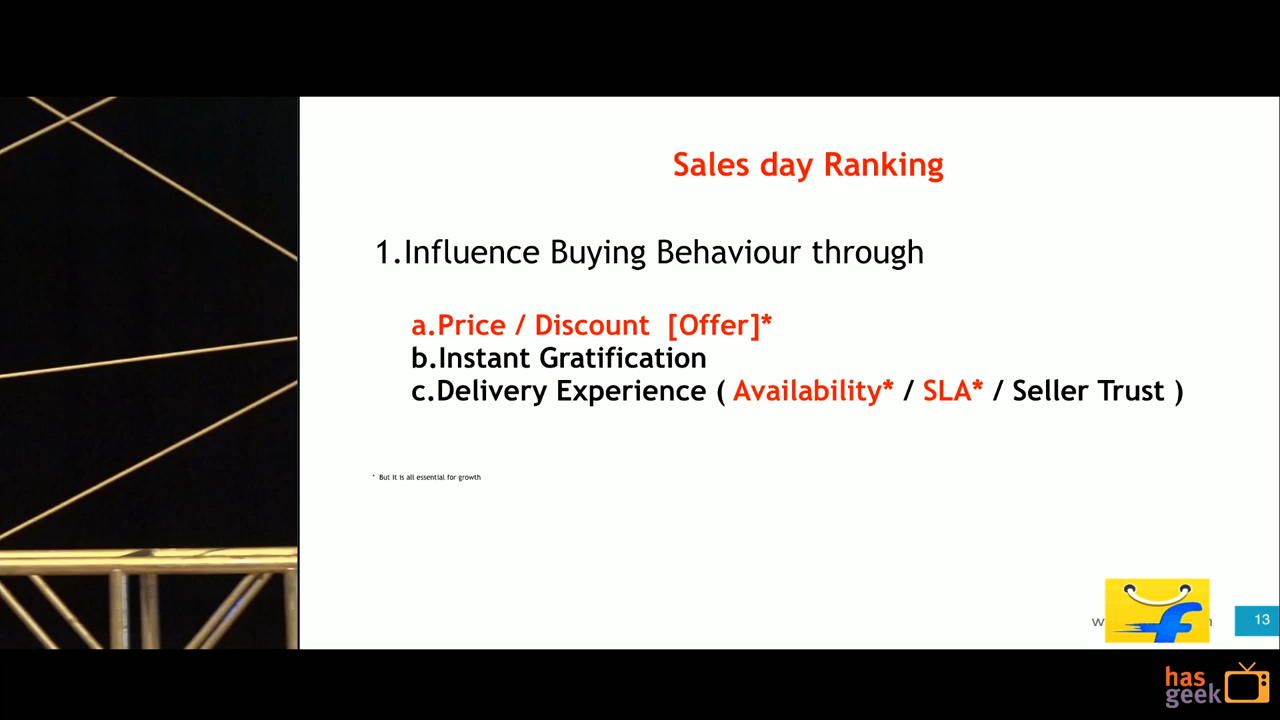 Sales day Ranking
1.Influence Buying Behaviour through
a.Price / Discount [Offer]*
b.Instant Gratification
c.Delivery Experience ( Availability* / SLA* / Seller Trust )
* But it is all essential for growth
13
has
geek